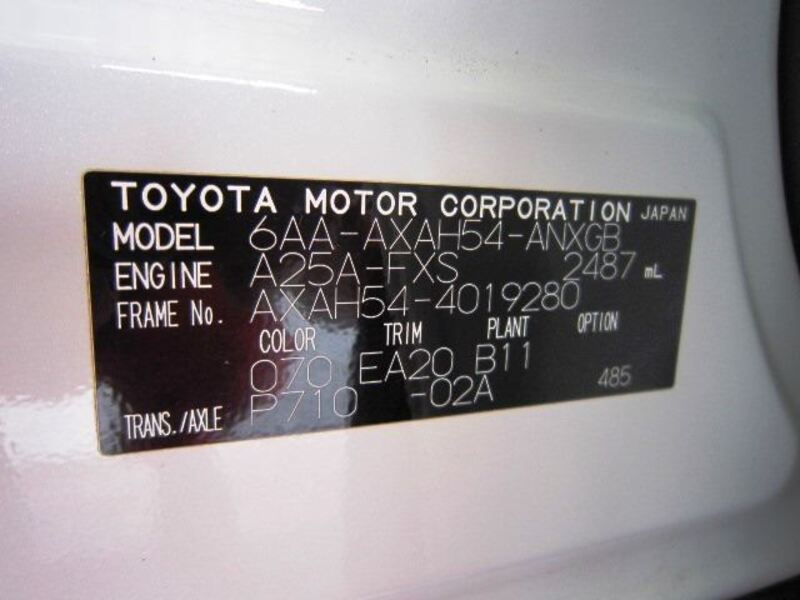 TOYOTA MOTOR CORPORATION JAPAN
MODEL 6AA-AXAH54-ANXGB
ENGINE A25A-FXS 2487 mL
FRAME No. AXAH54-4019280
COLOR TRIM PLANT OPTION
070 EA20 B11 485
TRANS./AXLE P710 -02A